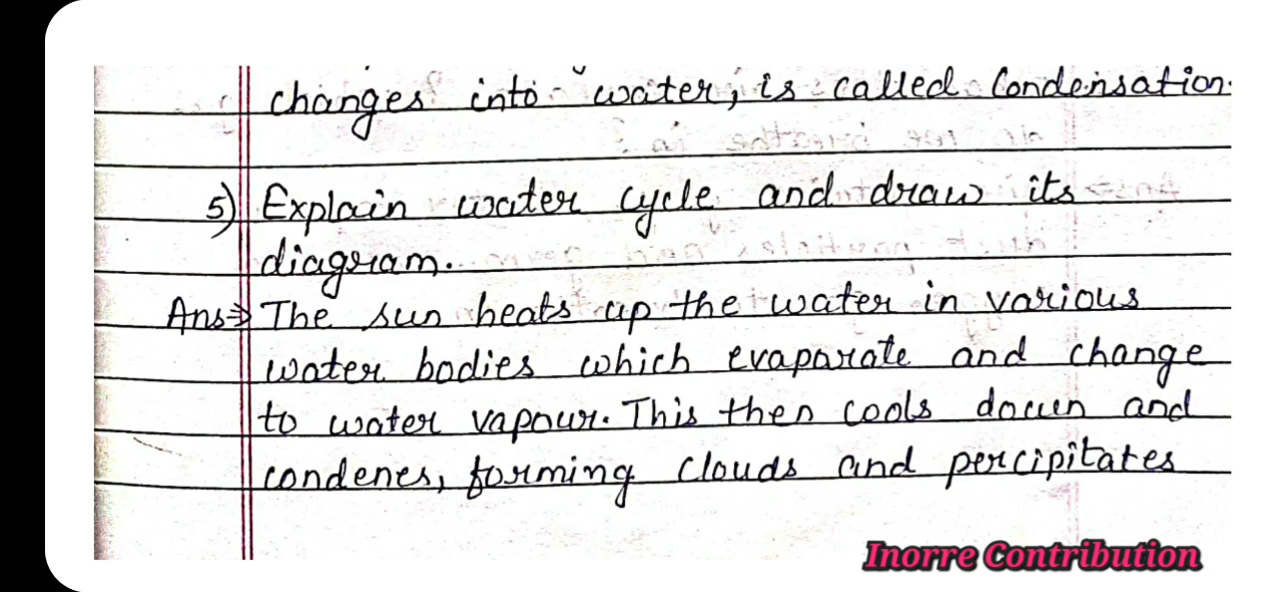 changes into water, is called Condensation.
5) Explain water cycle and draw its
diagram.
Ans⇒ The sun heats up the water in various
water bodies which evaparate and change
to water vapour. This then cools down and
condenes, forming clouds and percipitates
Inorre Contribution